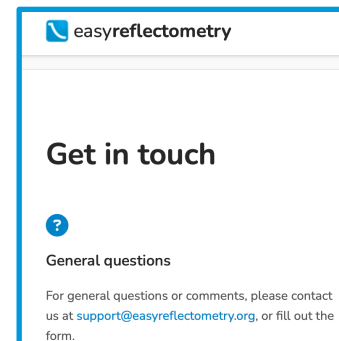 easyreflectometry
Get in touch
?
General questions
For general questions or comments, please contact
us at support@easyreflectometry.org, or fill out the
form.